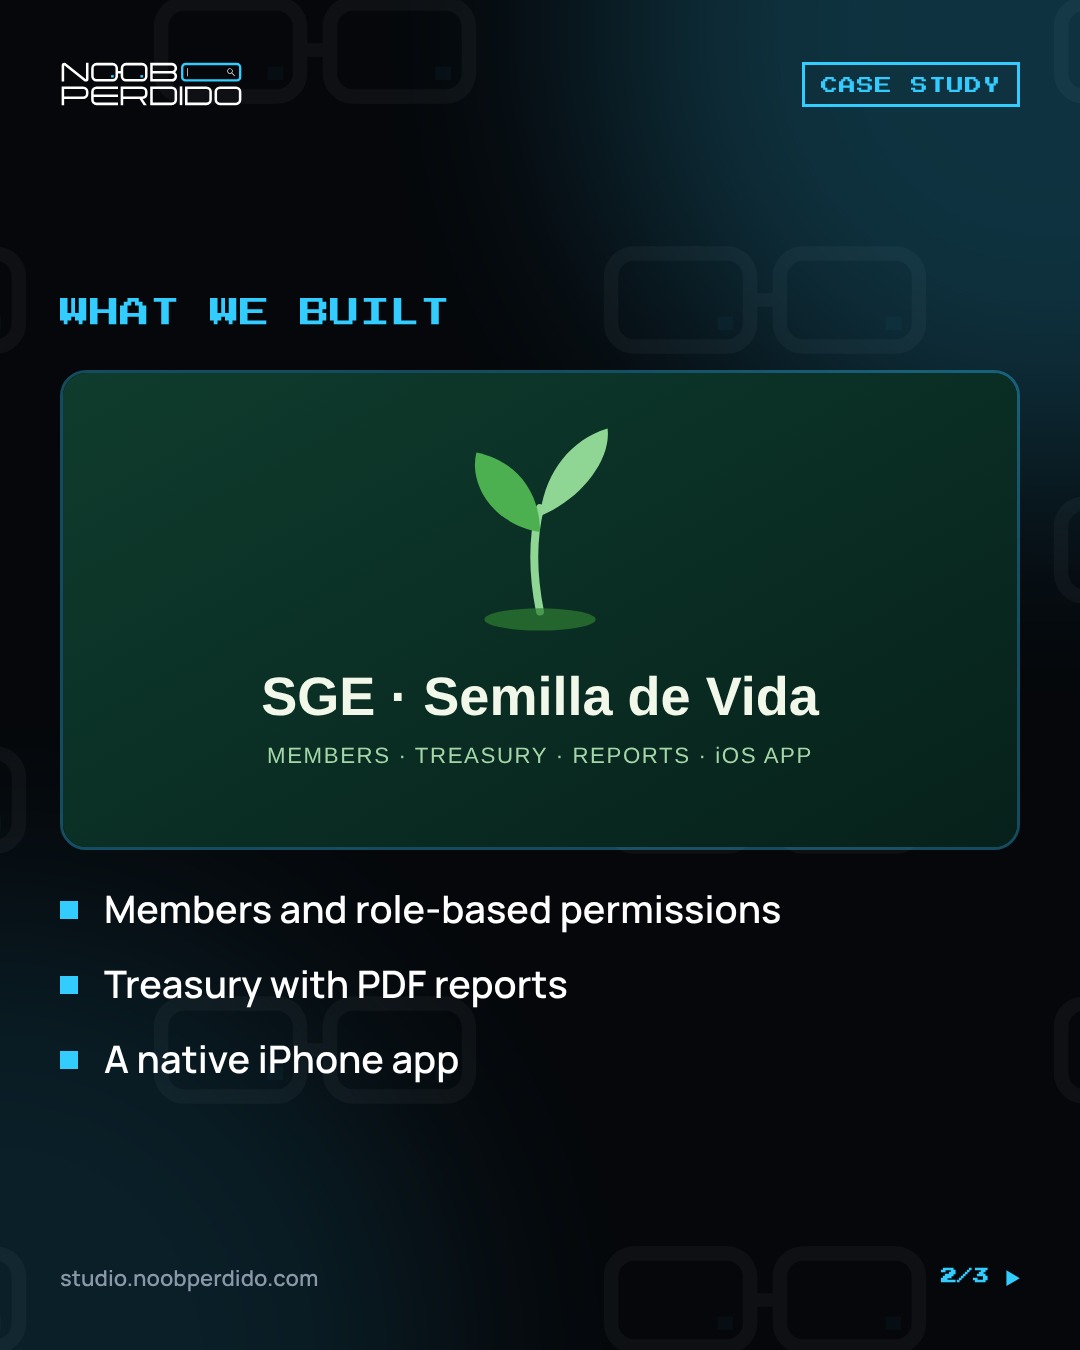 NOOB
PERDIDO
CASE STUDY
WHAT WE BUILT
SGE · Semilla de Vida
MEMBERS · TREASURY · REPORTS · iOS APP
Members and role-based permissions
Treasury with PDF reports
A native iPhone app
studio.noobperdido.com
2/3